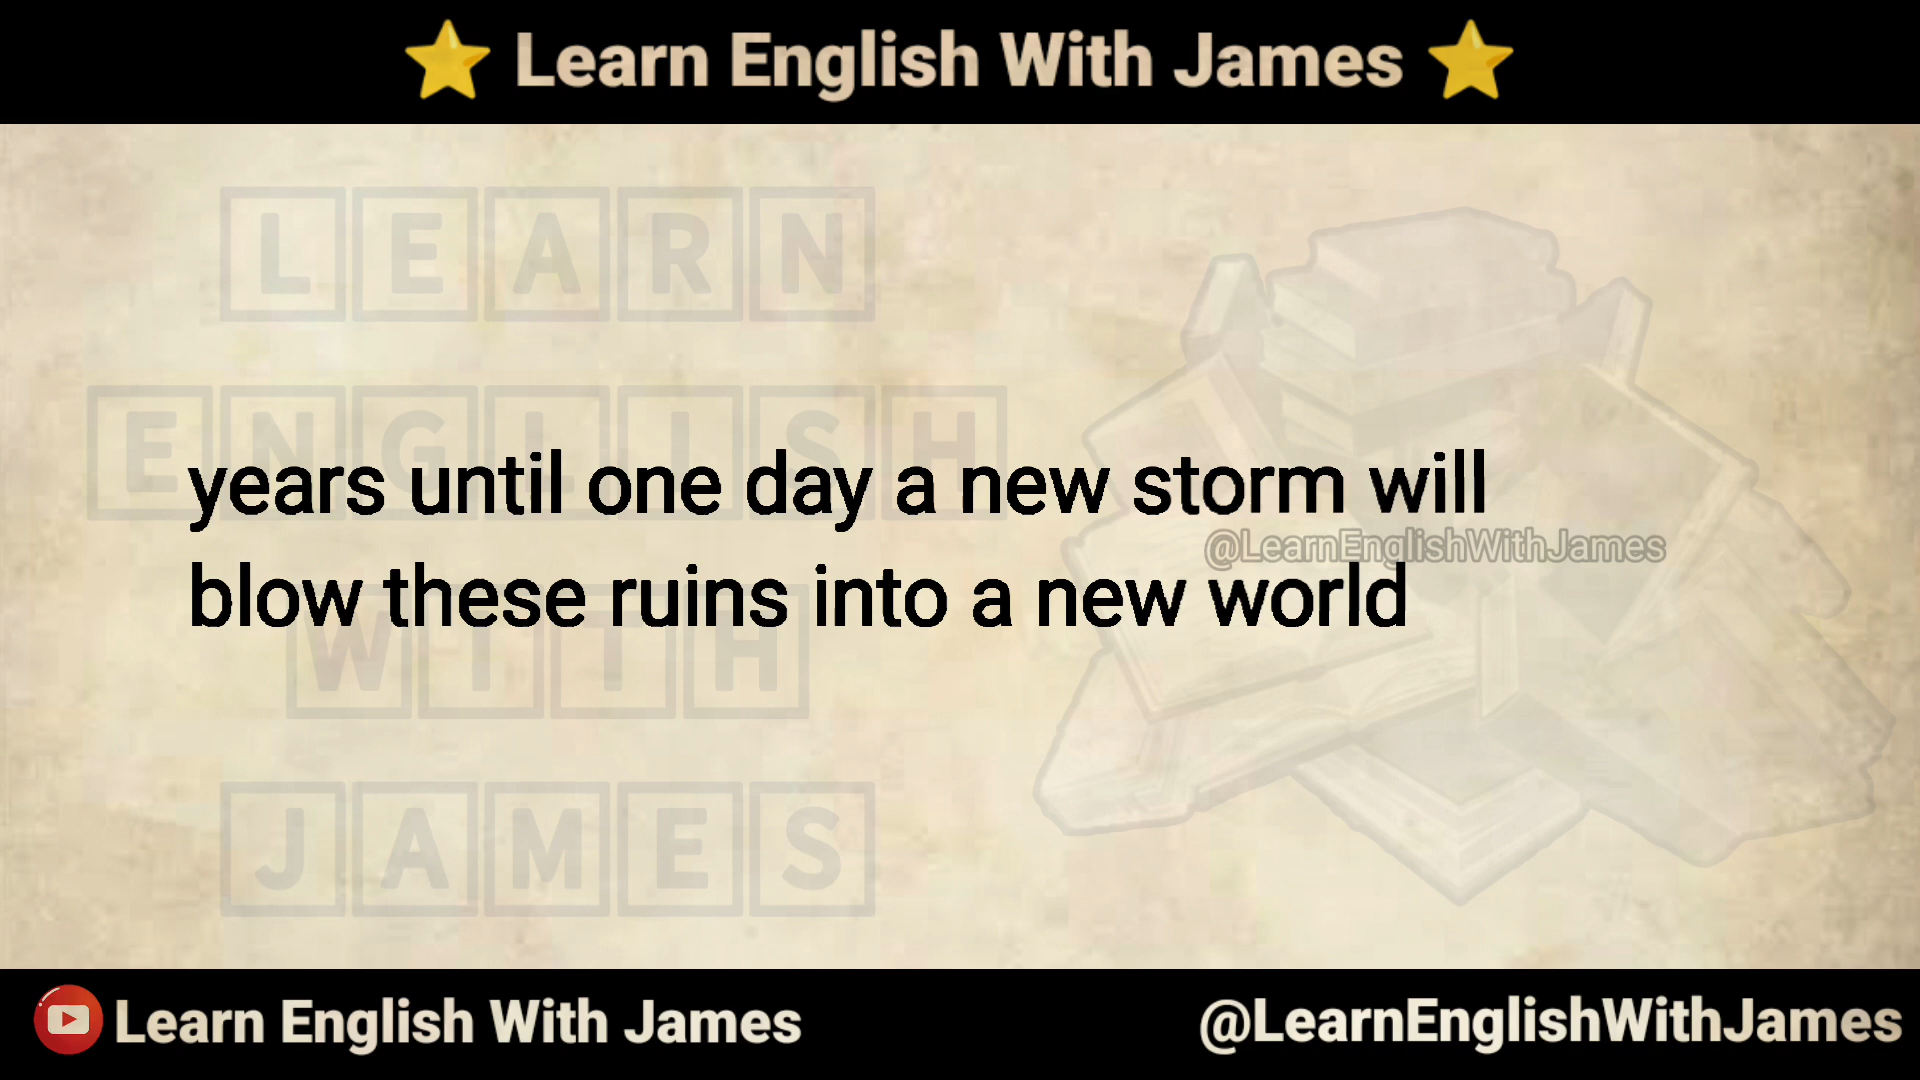 ⭐ Learn English With James ⭐
LEARN
ENGLISH
years until one day a new storm will
@LearnEnglishWithJames
blow these ruins into a new world
WITH
JAMES
Learn English With James
@LearnEnglishWithJames